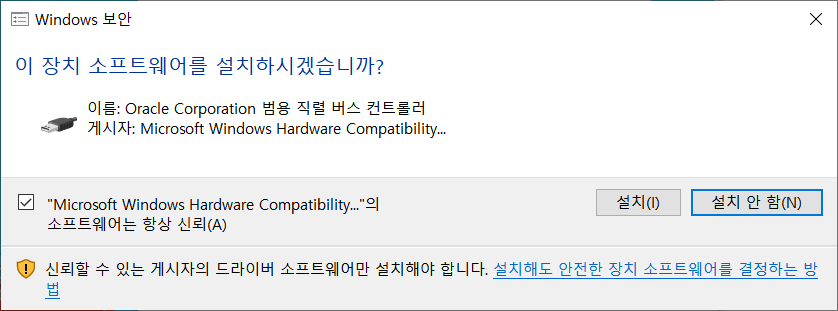 Windows 보안
이 장치 소프트웨어를 설치하시겠습니까?
이름: Oracle Corporation 범용 직렬 버스 컨트롤러
게시자: Microsoft Windows Hardware Compatibility...
"Microsoft Windows Hardware Compatibility..."의
소프트웨어는 항상 신뢰(A)
설치(I)
설치 안 함(N)
신뢰할 수 있는 게시자의 드라이버 소프트웨어만 설치해야 합니다. 설치해도 안전한 장치 소프트웨어를 결정하는 방
법